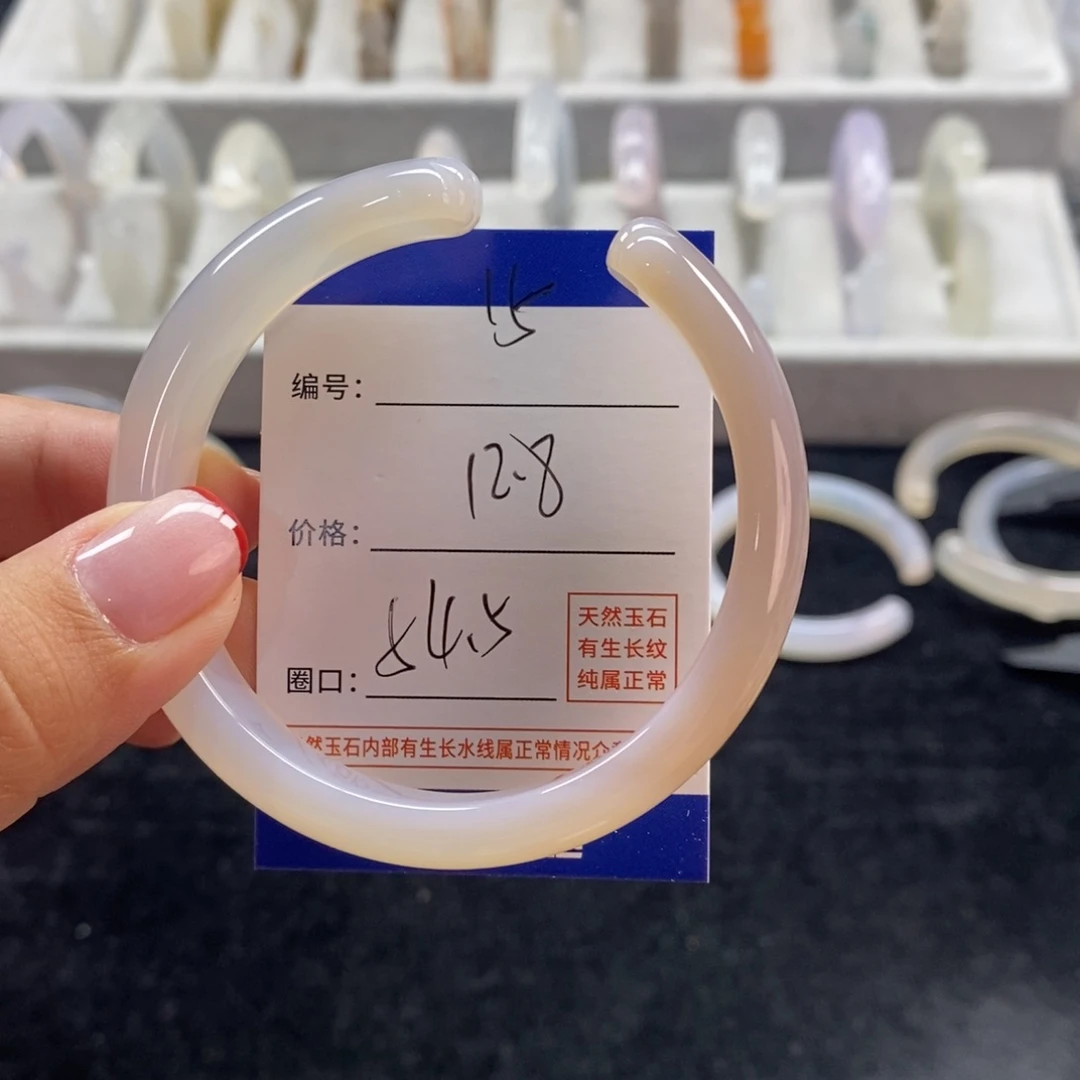 15
编号：
12.8
价格：
54.5
圈口：
天然玉石
有生长纹
纯属正常
然玉石内部有生长水线属正常情况介